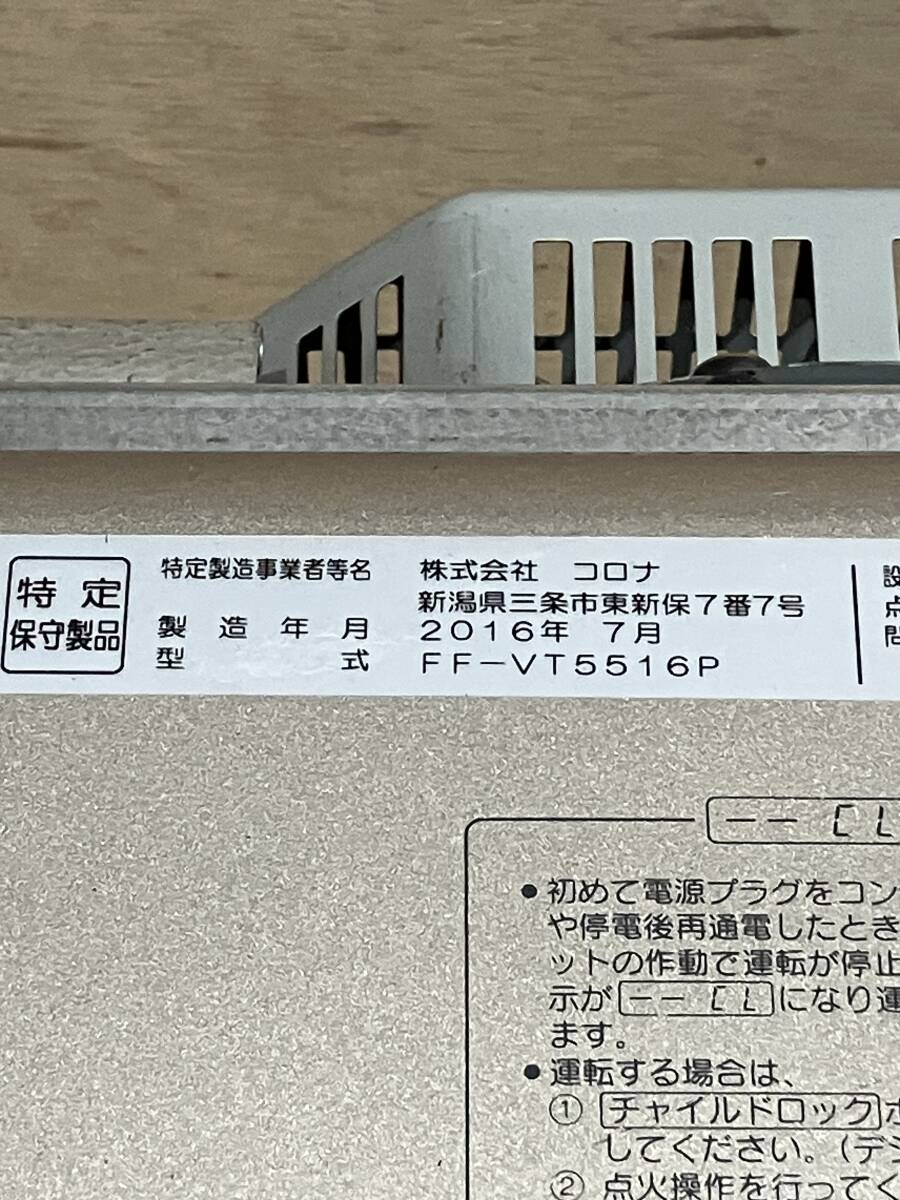 特定
保守製品
特定製造事業者等名 株式会社 コロナ
新潟県三条市東新保7番7号
製造年月 2016年 7月
型式 FF-VT5516P
設
点
問
-- CL
●初めて電源プラグをコン
や停電後再通電したとき
ットの作動で運転が停止
示が -- CL になり運
ます。
●運転する場合は、
① チャイルドロック ボ
してください。(デジ
② 点火操作を行ってく